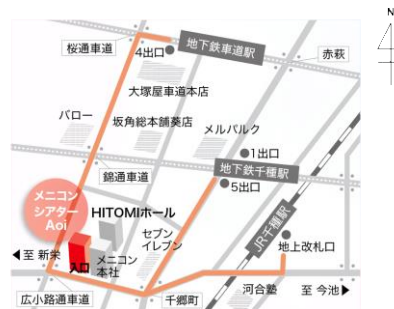 N
桜通車道
4出口
地下鉄車道駅
赤萩
大塚屋車道本店
バロー
坂角総本舗葵店
メルパルク
1出口
地下鉄千種駅
5出口
錦通車道
メニコン
シアター
Aoi
HITOMIホール
セブン
イレブン
JR千種駅
地上改札口
◀至 新栄
入口
メニコン
本社
広小路通車道
千郷町
河合塾
至 今池▶